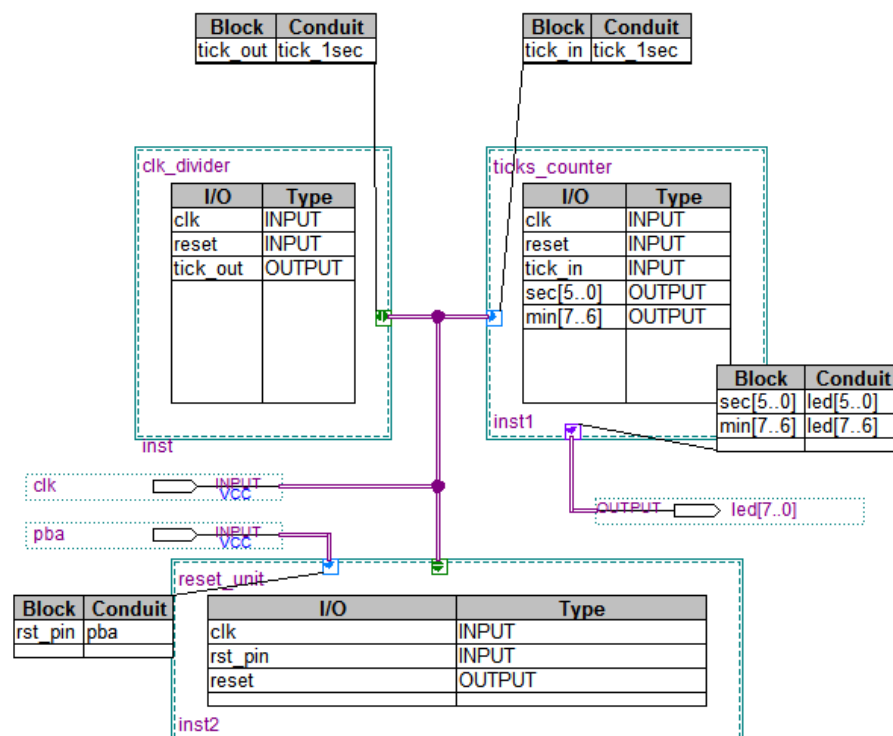 Block Conduit
tick_out tick_1sec
Block Conduit
tick_in tick_1sec
clk_divider
I/O Type
clk INPUT
reset INPUT
tick_out OUTPUT
inst
ticks_counter
I/O Type
clk INPUT
reset INPUT
tick_in INPUT
sec[5..0] OUTPUT
min[7..6] OUTPUT
inst1
Block Conduit
sec[5..0] led[5..0]
min[7..6] led[7..6]
clk INPUT
VCC
OUTPUT led[7..0]
pba INPUT
VCC
reset_unit
Block Conduit
rst_pin pba
I/O Type
clk INPUT
rst_pin INPUT
reset OUTPUT
inst2